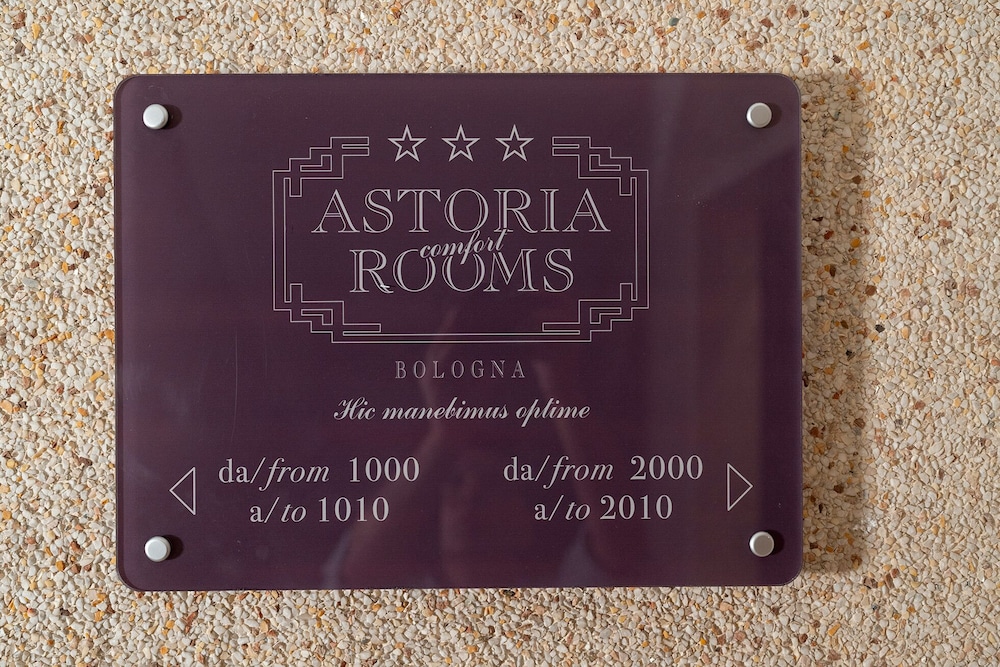 ASTORIA
comfort
ROOMS
BOLOGNA
Hic manebimus optime
da/from 1000
a/to 1010
da/from 2000
a/to 2010